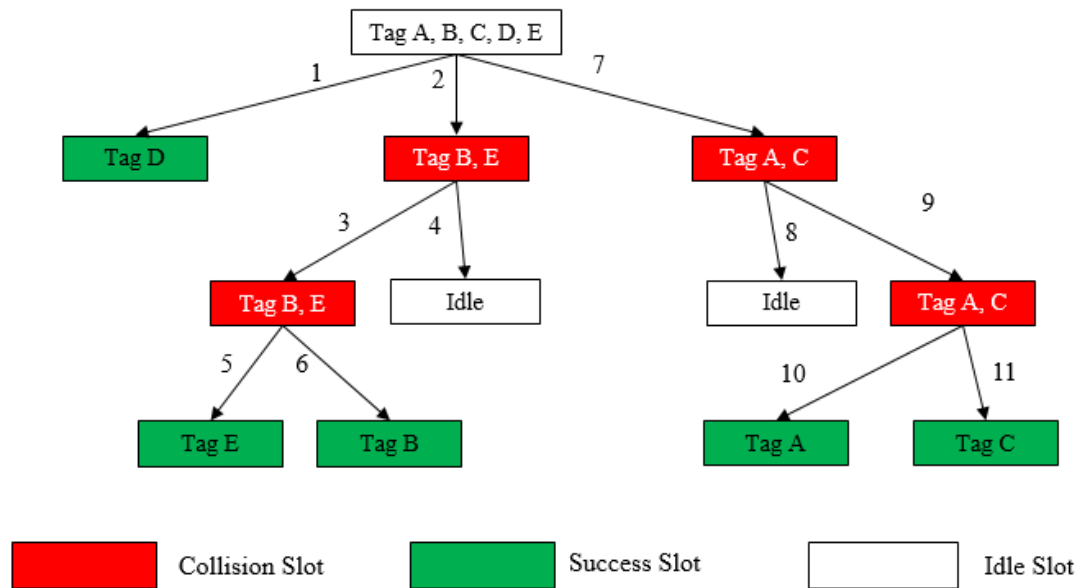 Tag A, B, C, D, E
1
2
7
Tag D
Tag B, E
Tag A, C
3
4
8
9
Tag B, E
Idle
Idle
Tag A, C
5
6
10
11
Tag E
Tag B
Tag A
Tag C
Collision Slot
Success Slot
Idle Slot